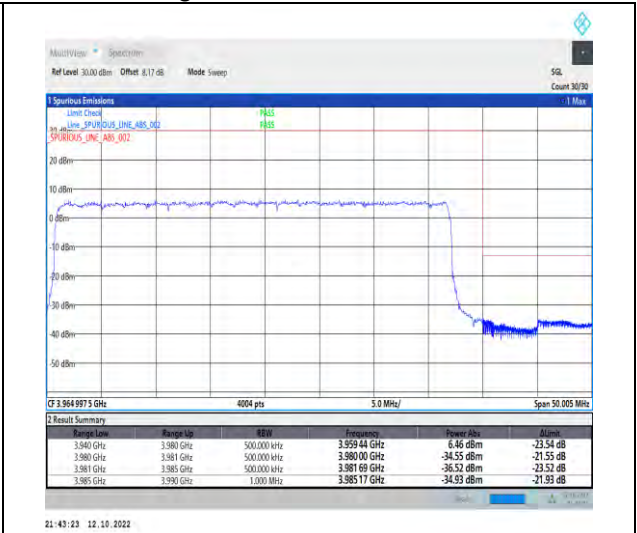 MultiView Spectrum
Ref Level 30.00 dBm Offset 8.17 dB Mode Sweep SGL
Count 30/30
1 Spurious Emissions 1 Max
Limit Check PASS
Line _SPURIOUS_LINE_ABS_002 PASS
_SPURIOUS_LINE_ABS_002
20 dBm
10 dBm
0 dBm
-10 dBm
-20 dBm
-30 dBm
-40 dBm
-50 dBm
CF 3.964 997 5 GHz 4004 pts 5.0 MHz/ Span 50.005 MHz
2 Result Summary
Range Low Range Up RBW Frequency Power Abs ΔLimit
3.940 GHz 3.980 GHz 500.000 kHz 3.959 44 GHz 6.46 dBm -23.54 dB
3.980 GHz 3.981 GHz 500.000 kHz 3.980 00 GHz -34.55 dBm -21.55 dB
3.981 GHz 3.985 GHz 500.000 kHz 3.981 69 GHz -36.52 dBm -23.52 dB
3.985 GHz 3.990 GHz 1.000 MHz 3.985 17 GHz -34.93 dBm -21.93 dB
21:43:23 12.10.2022